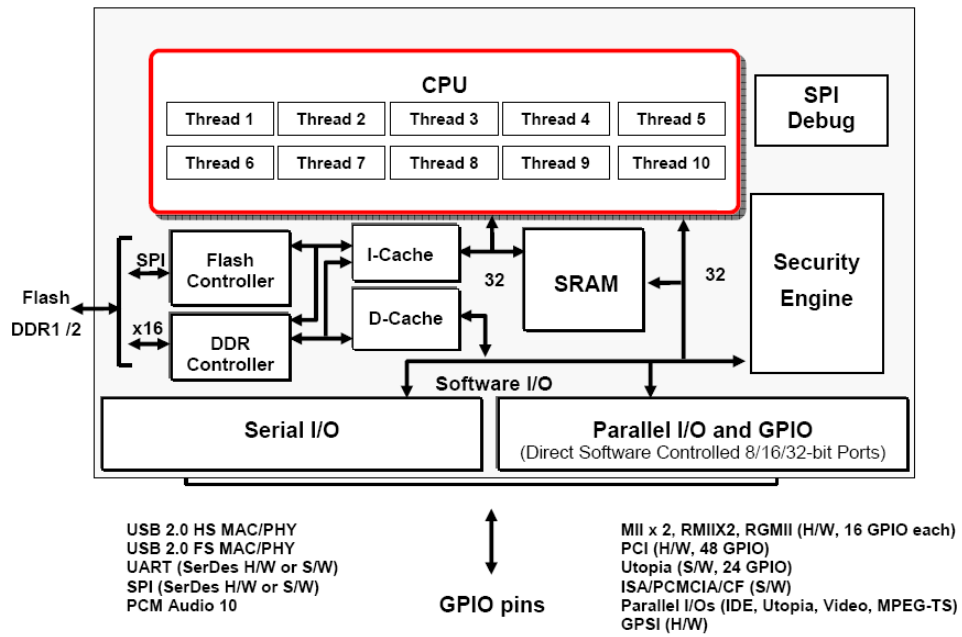 CPU
Thread 1 Thread 2 Thread 3 Thread 4 Thread 5
Thread 6 Thread 7 Thread 8 Thread 9 Thread 10
SPI
Debug
SPI
Flash
Controller
I-Cache
32
SRAM
32
Security
Engine
Flash
DDR1 /2
x16
DDR
Controller
D-Cache
Software I/O
Serial I/O
Parallel I/O and GPIO
(Direct Software Controlled 8/16/32-bit Ports)
USB 2.0 HS MAC/PHY
USB 2.0 FS MAC/PHY
UART (SerDes H/W or S/W)
SPI (SerDes H/W or S/W)
PCM Audio 10
GPIO pins
MII x 2, RMIIX2, RGMII (H/W, 16 GPIO each)
PCI (H/W, 48 GPIO)
Utopia (S/W, 24 GPIO)
ISA/PCMCIA/CF (S/W)
Parallel I/Os (IDE, Utopia, Video, MPEG-TS)
GPSI (H/W)